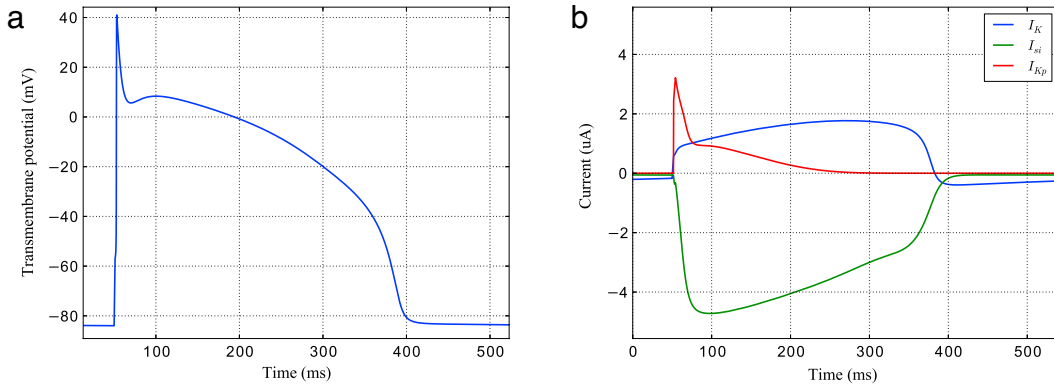 a
Transmembrane potential (mV)
40
20
0
−20
−40
−60
−80
100
200
300
400
500
Time (ms)
b
Current (uA)
4
2
0
−2
−4
0
100
200
300
400
500
Time (ms)
I_K
I_si
I_Kp